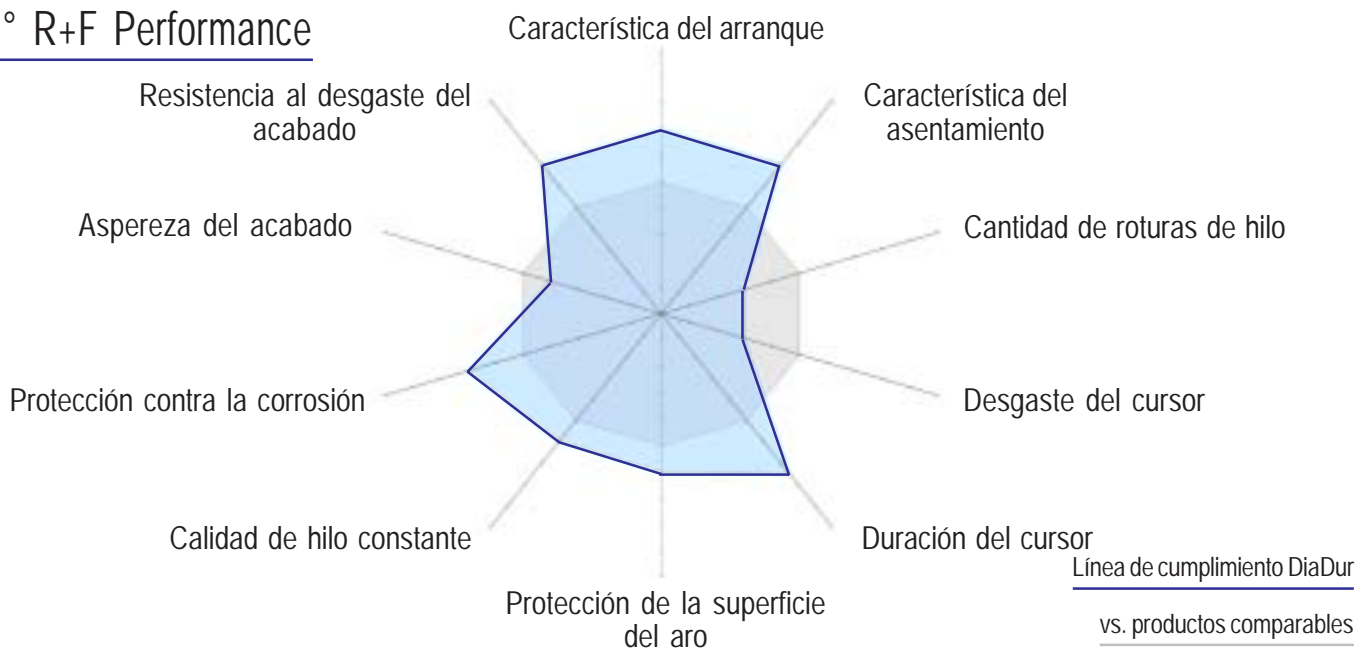 ° R+F Performance
Característica del arranque
Resistencia al desgaste del
acabado
Característica del
asentamiento
Aspereza del acabado
Cantidad de roturas de hilo
Protección contra la corrosión
Desgaste del cursor
Calidad de hilo constante
Duración del cursor
Línea de cumplimiento DiaDur
Protección de la superficie
del aro
vs. productos comparables